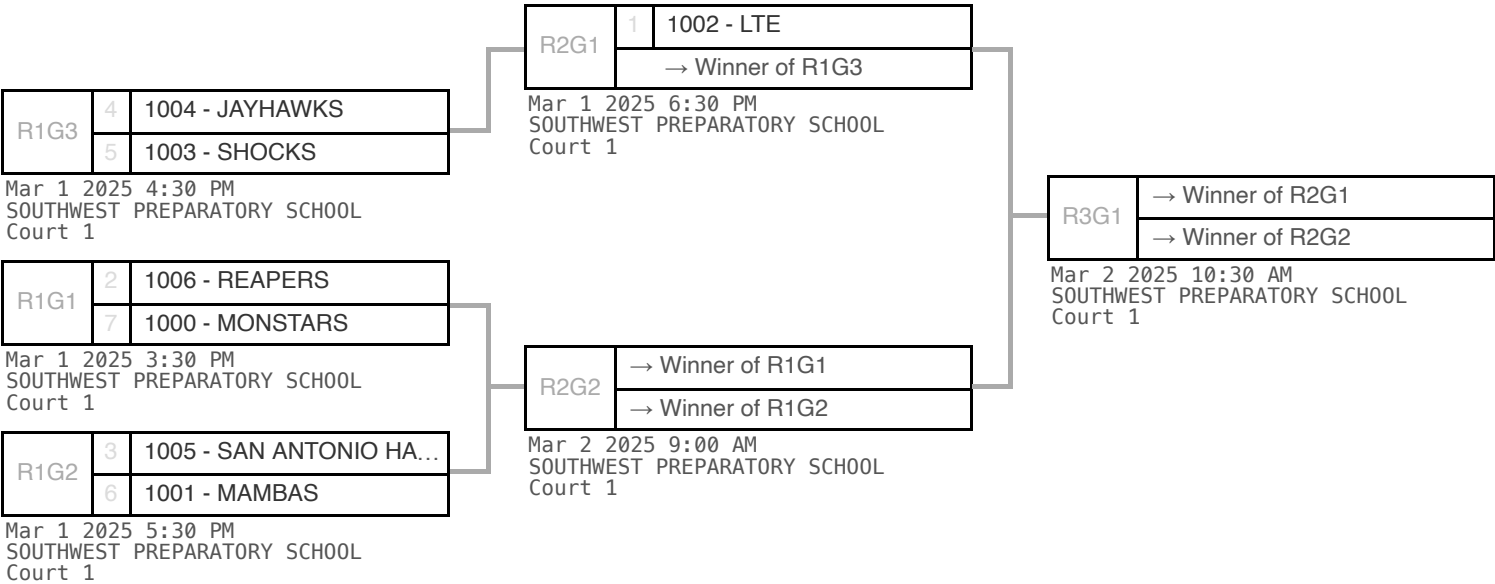 R1G3
4 1004 - JAYHAWKS
5 1003 - SHOCKS
Mar 1 2025 4:30 PM
SOUTHWEST PREPARATORY SCHOOL
Court 1
R1G1
2 1006 - REAPERS
7 1000 - MONSTARS
Mar 1 2025 3:30 PM
SOUTHWEST PREPARATORY SCHOOL
Court 1
R1G2
3 1005 - SAN ANTONIO HA…
6 1001 - MAMBAS
Mar 1 2025 5:30 PM
SOUTHWEST PREPARATORY SCHOOL
Court 1
R2G1
1 1002 - LTE
→ Winner of R1G3
Mar 1 2025 6:30 PM
SOUTHWEST PREPARATORY SCHOOL
Court 1
R2G2
→ Winner of R1G1
→ Winner of R1G2
Mar 2 2025 9:00 AM
SOUTHWEST PREPARATORY SCHOOL
Court 1
R3G1
→ Winner of R2G1
→ Winner of R2G2
Mar 2 2025 10:30 AM
SOUTHWEST PREPARATORY SCHOOL
Court 1